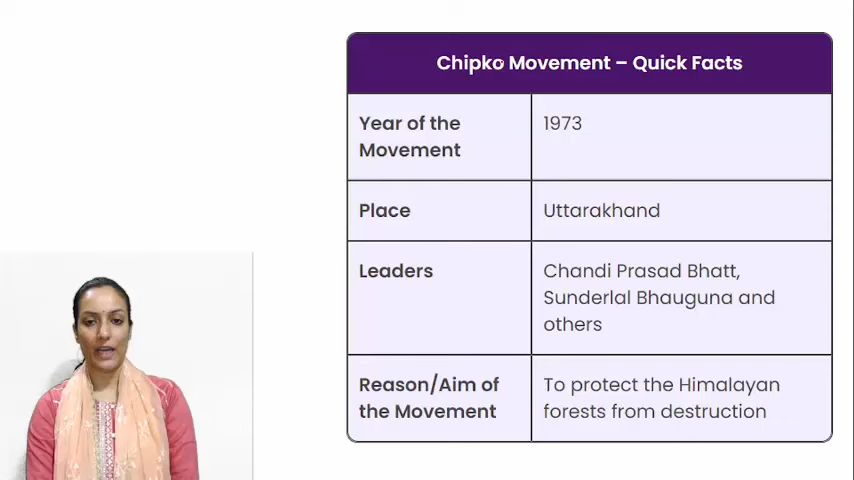 Chipko Movement – Quick Facts
Year of the
Movement
1973
Place
Uttarakhand
Leaders
Chandi Prasad Bhatt,
Sunderlal Bhauguna and
others
Reason/Aim of
the Movement
To protect the Himalayan
forests from destruction